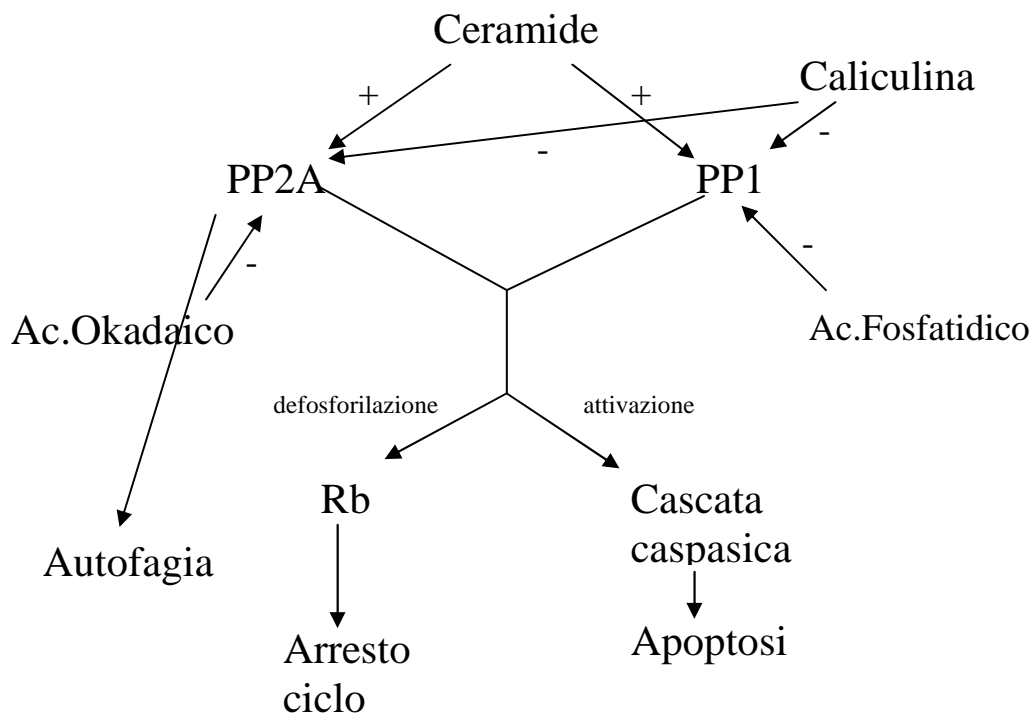 Ceramide
Caliculina
+
+
-
-
PP2A
PP1
-
-
Ac.Okadaico
Ac.Fosfatidico
defosforilazione
attivazione
Rb
Cascata
caspasica
Autofagia
Arresto
ciclo
Apoptosi